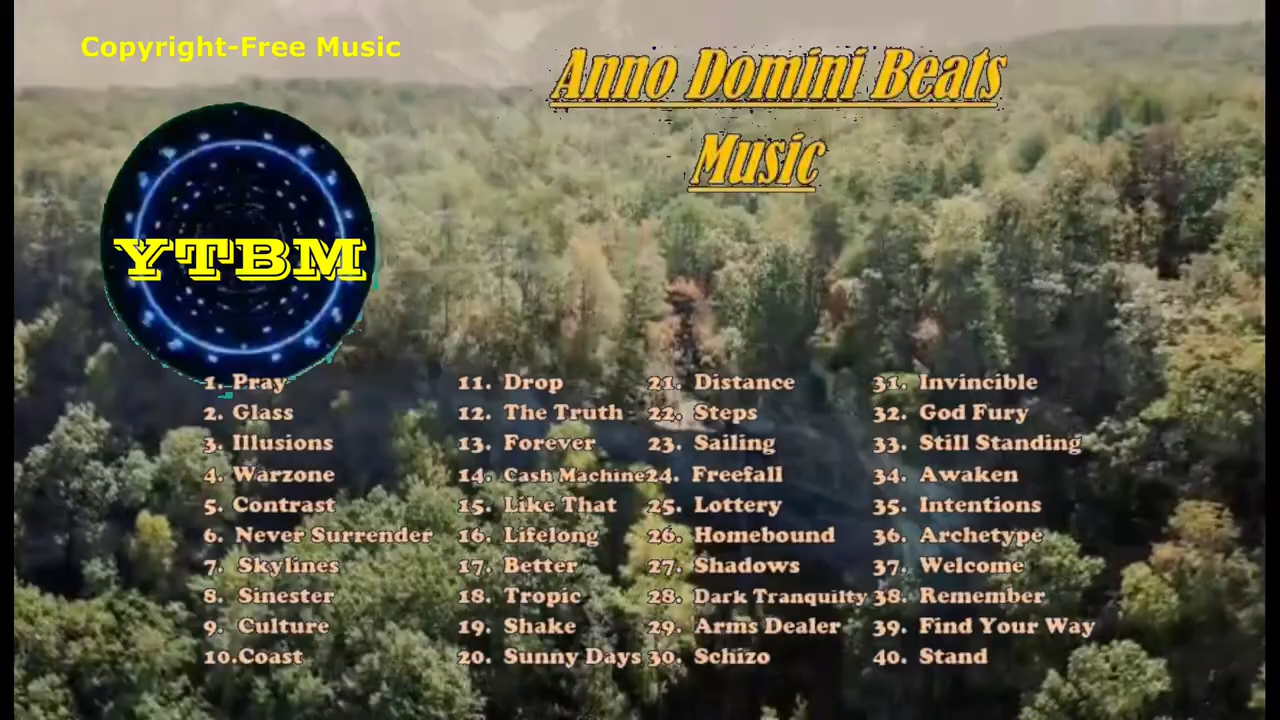 Copyright-Free Music
Anno Domini Beats
Music
YTBM
1. Pray
2. Glass
3. Illusions
4. Warzone
5. Contrast
6. Never Surrender
7. Skylines
8. Sinester
9. Culture
10.Coast
11. Drop
12. The Truth
13. Forever
14. Cash Machine
15. Like That
16. Lifelong
17. Better
18. Tropic
19. Shake
20. Sunny Days
21. Distance
22. Steps
23. Sailing
24. Freefall
25. Lottery
26. Homebound
27. Shadows
28. Dark Tranquilty
29. Arms Dealer
30. Schizo
31. Invincible
32. God Fury
33. Still Standing
34. Awaken
35. Intentions
36. Archetype
37. Welcome
38. Remember
39. Find Your Way
40. Stand